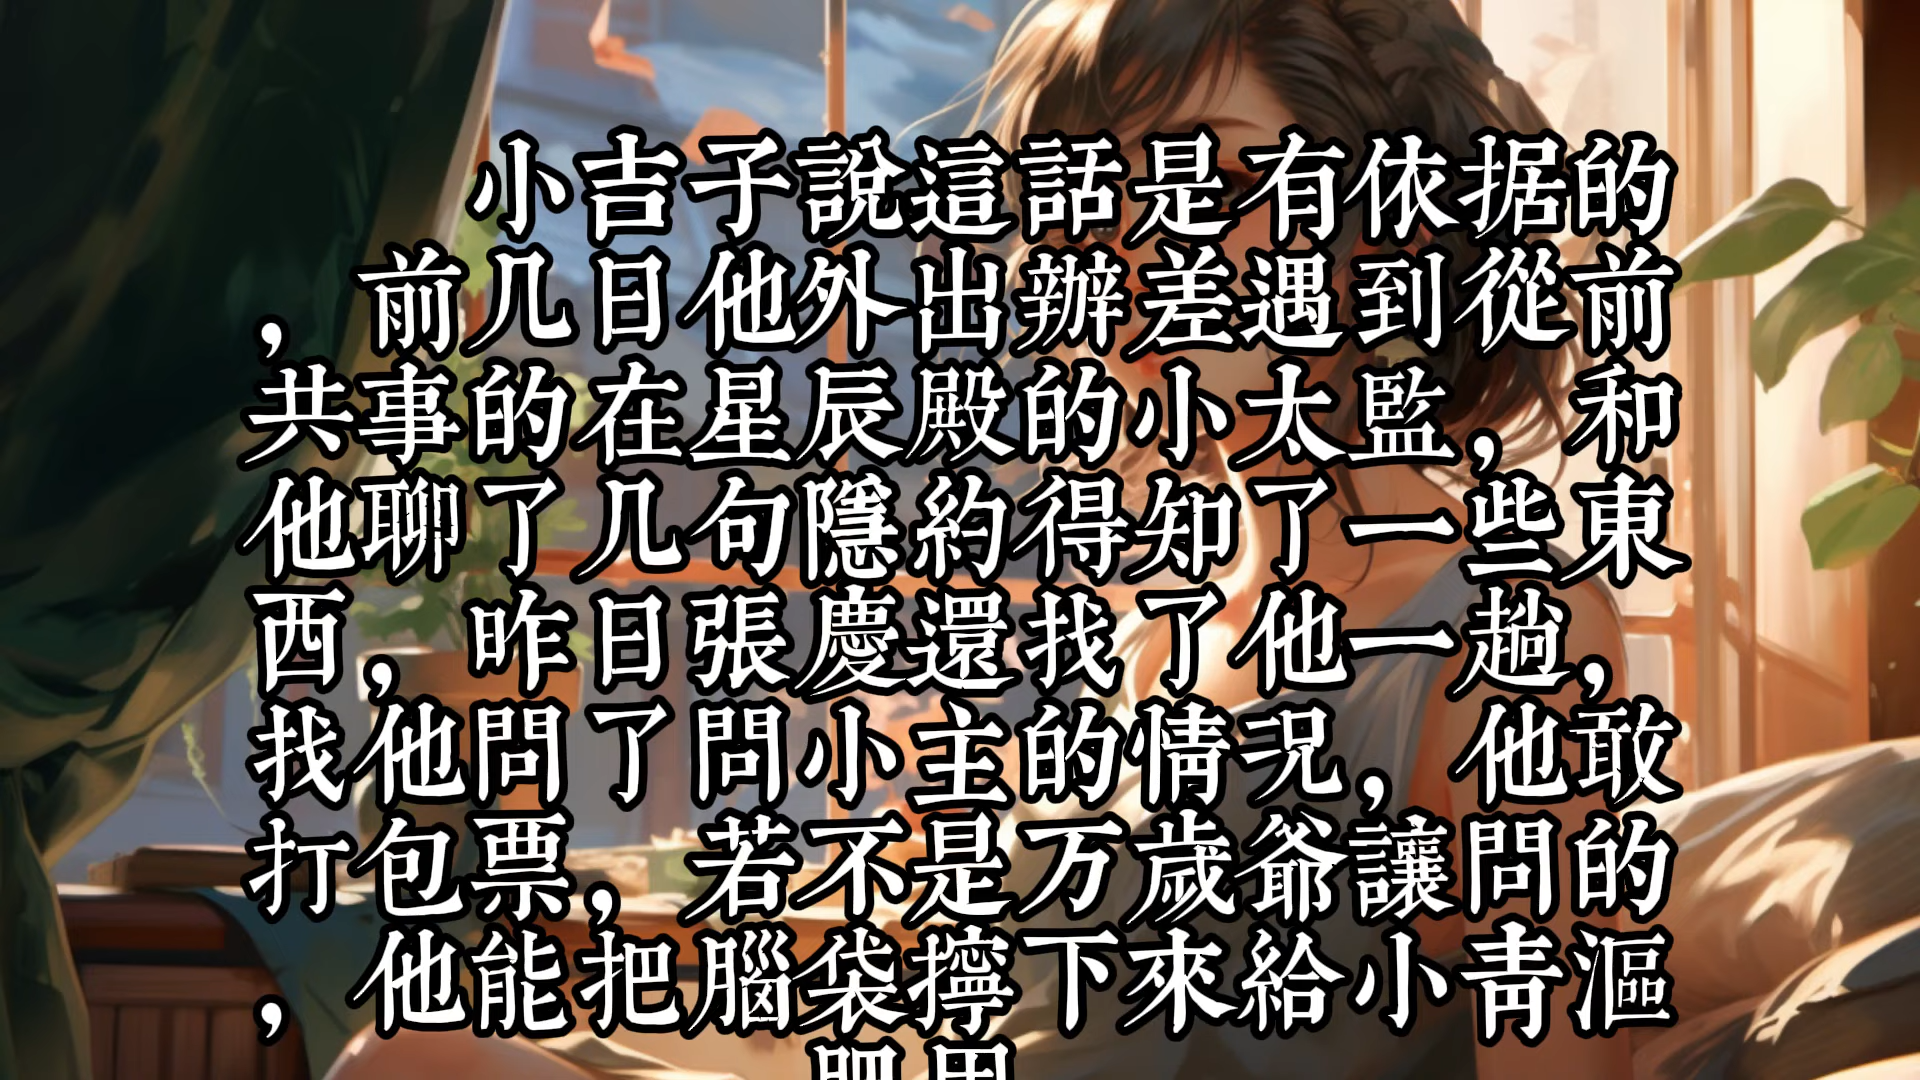 小吉子說這話是有依据的
，前几日他外出辦差遇到從前
共事的在星辰殿的小太監，和
他聊了几句隱約得知了一些東
西，昨日張慶還找了他一趟，
找他問了問小主的情況，他敢
打包票，若不是万歲爺讓問的
，他能把腦袋擰下來給小青漚
肥用